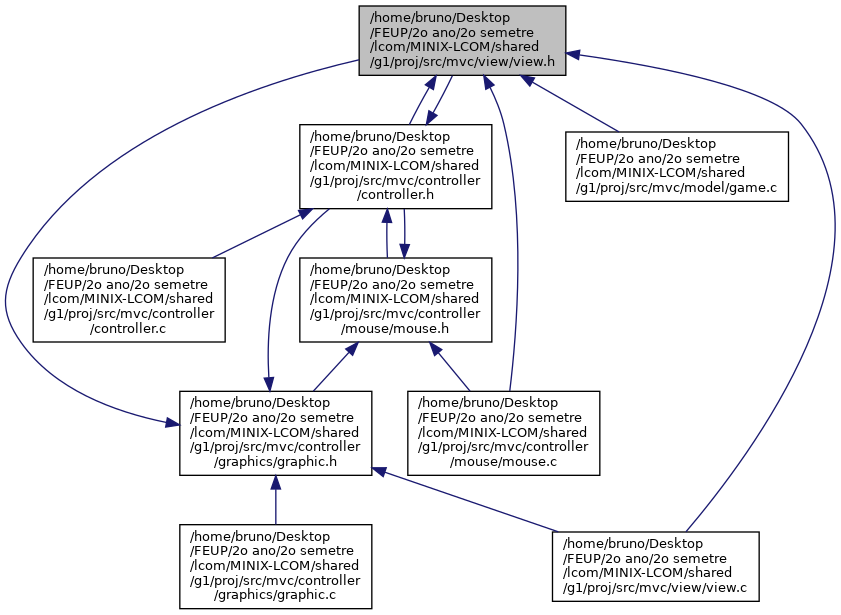 /home/bruno/Desktop
/FEUP/2o ano/2o semetre
/lcom/MINIX-LCOM/shared
/g1/proj/src/mvc/view/view.h
/home/bruno/Desktop
/FEUP/2o ano/2o semetre
/lcom/MINIX-LCOM/shared
/g1/proj/src/mvc/controller
/controller.h
/home/bruno/Desktop
/FEUP/2o ano/2o semetre
/lcom/MINIX-LCOM/shared
/g1/proj/src/mvc/model/game.c
/home/bruno/Desktop
/FEUP/2o ano/2o semetre
/lcom/MINIX-LCOM/shared
/g1/proj/src/mvc/controller
/controller.c
/home/bruno/Desktop
/FEUP/2o ano/2o semetre
/lcom/MINIX-LCOM/shared
/g1/proj/src/mvc/controller
/mouse/mouse.h
/home/bruno/Desktop
/FEUP/2o ano/2o semetre
/lcom/MINIX-LCOM/shared
/g1/proj/src/mvc/controller
/graphics/graphic.h
/home/bruno/Desktop
/FEUP/2o ano/2o semetre
/lcom/MINIX-LCOM/shared
/g1/proj/src/mvc/controller
/mouse/mouse.c
/home/bruno/Desktop
/FEUP/2o ano/2o semetre
/lcom/MINIX-LCOM/shared
/g1/proj/src/mvc/controller
/graphics/graphic.c
/home/bruno/Desktop
/FEUP/2o ano/2o semetre
/lcom/MINIX-LCOM/shared
/g1/proj/src/mvc/view/view.c